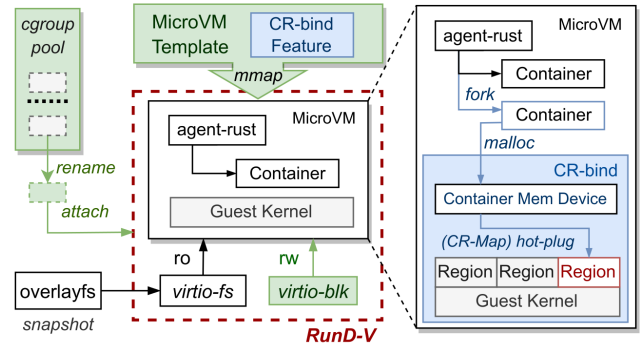 cgroup
pool
rename
attach
MicroVM
Template
CR-bind
Feature
mmap
MicroVM
agent-rust
Container
Guest Kernel
ro
rw
overlayfs
snapshot
virtio-fs
virtio-blk
RunD-V
MicroVM
agent-rust
Container
fork
Container
malloc
CR-bind
Container Mem Device
(CR-Map) hot-plug
Region Region Region
Guest Kernel